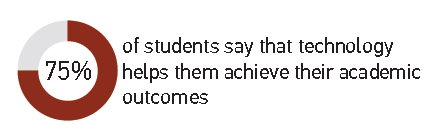 75%
of students say that technology
helps them achieve their academic
outcomes